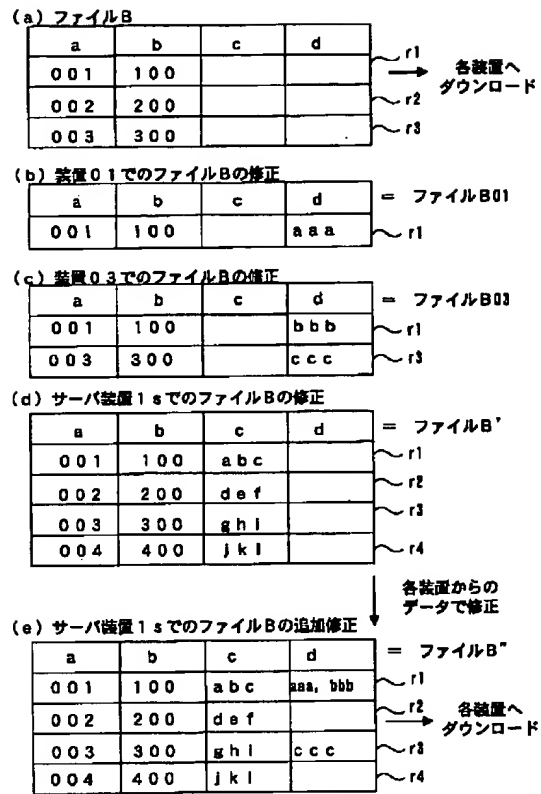 (a) ファイルB
a b c d
001 100 r1
002 200 r2
003 300 r3
→ 各装置へ
ダウンロード
(b) 装置01でのファイルBの修正
a b c d = ファイルB01
001 100 aaa r1
(c) 装置03でのファイルBの修正
a b c d = ファイルB03
001 100 bbb r1
003 300 ccc r3
(d) サーバ装置1sでのファイルBの修正
a b c d = ファイルB'
001 100 abc r1
002 200 def r2
003 300 ghi r3
004 400 jkl r4
各装置からの
データで修正
(e) サーバ装置1sでのファイルBの追加修正
a b c d = ファイルB"
001 100 abc aaa, bbb r1
002 200 def r2
003 300 ghi ccc r3
004 400 jkl r4
→ 各装置へ
ダウンロード